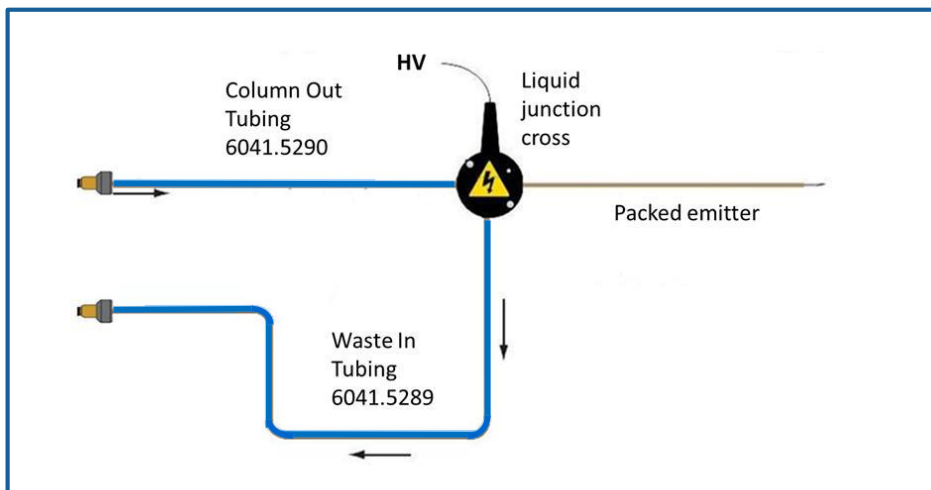 HV
Column Out
Tubing
6041.5290
Liquid
junction
cross
Packed emitter
Waste In
Tubing
6041.5289